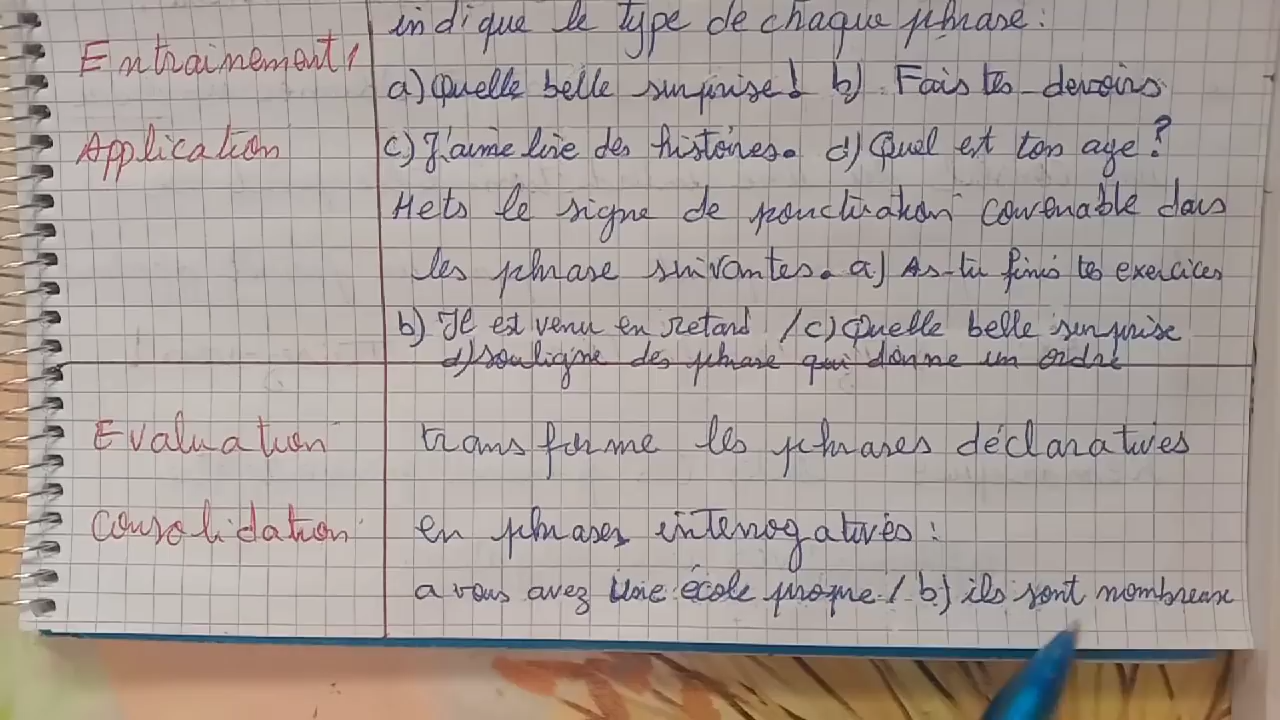 indique le type de chaque phrase :
Entrainement /
a) Quelle belle surprise ! b) Fais tes devoirs
Application
c) J'aime lire des histoires. d) Quel est ton age ?
Mets le signe de ponctuation convenable dans
les phrase suivantes. a) As-tu finis tes exercices
b) Il est venu en retard / c) Quelle belle surprise
d) souligne des phrase qui donne un ordre
Evaluation
transforme les phrases déclaratives
Consolidation
en phrases interrogatives :
a vous avez une école propre / b) ils sont nombreux